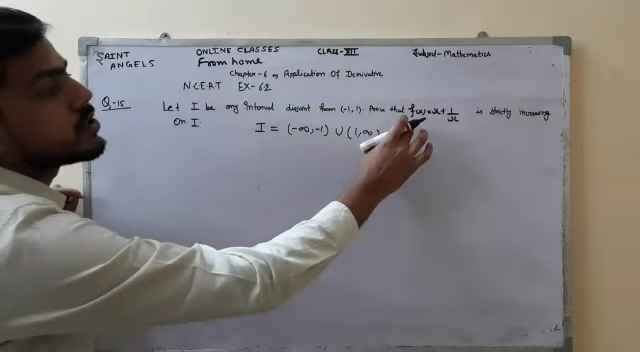 SAINT ANGELS
ONLINE CLASSES From home
CLASS-XII
Subject - Mathematics
Chapter-6 Application Of Derivative
NCERT EX-6.2
Q-15 Let I be any interval disjoint from (-1, 1). Prove that f(x) = x + 1/x is strictly increasing
On I.
I = (-∞, -1) ∪ (1, ∞)